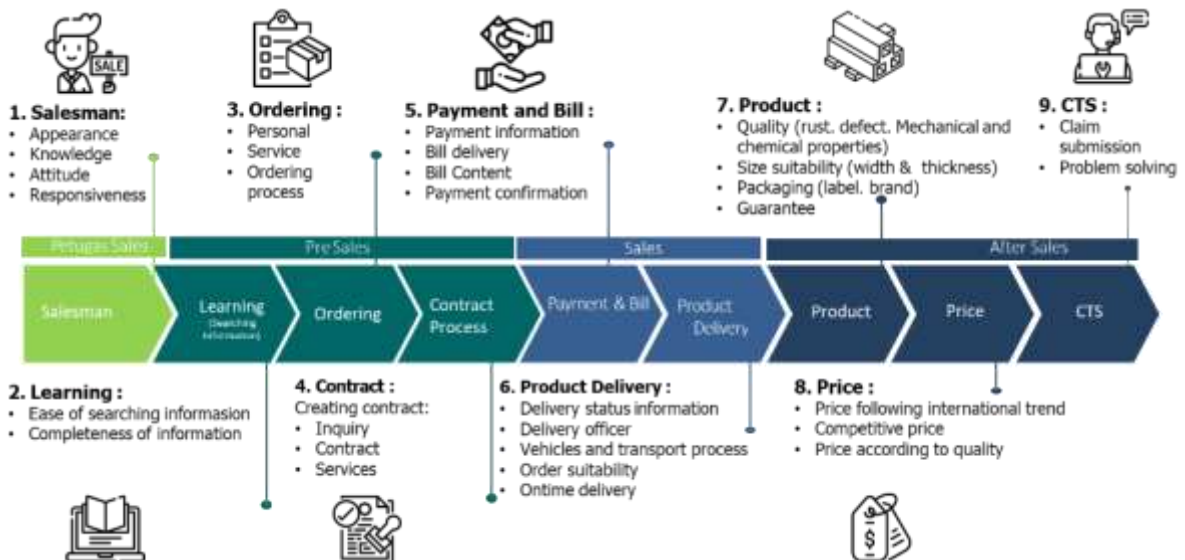 SALE
1. Salesman:
• Appearance
• Knowledge
• Attitude
• Responsiveness
3. Ordering :
• Personal
• Service
• Ordering
process
5. Payment and Bill :
• Payment information
• Bill delivery
• Bill Content
• Payment confirmation
7. Product :
• Quality (rust. defect. Mechanical and
chemical properties)
• Size suitability (width & thickness)
• Packaging (label. brand)
• Guarantee
9. CTS :
• Claim
submission
• Problem solving
Petugas Sales
Pre Sales
Sales
After Sales
Salesman
Learning
(Searching
Information)
Ordering
Contract
Process
Payment & Bill
Product
Delivery
Product
Price
CTS
2. Learning :
• Ease of searching informasion
• Completeness of information
4. Contract :
Creating contract:
• Inquiry
• Contract
• Services
6. Product Delivery :
• Delivery status information
• Delivery officer
• Vehicles and transport process
• Order suitability
• Ontime delivery
8. Price :
• Price following international trend
• Competitive price
• Price according to quality
$